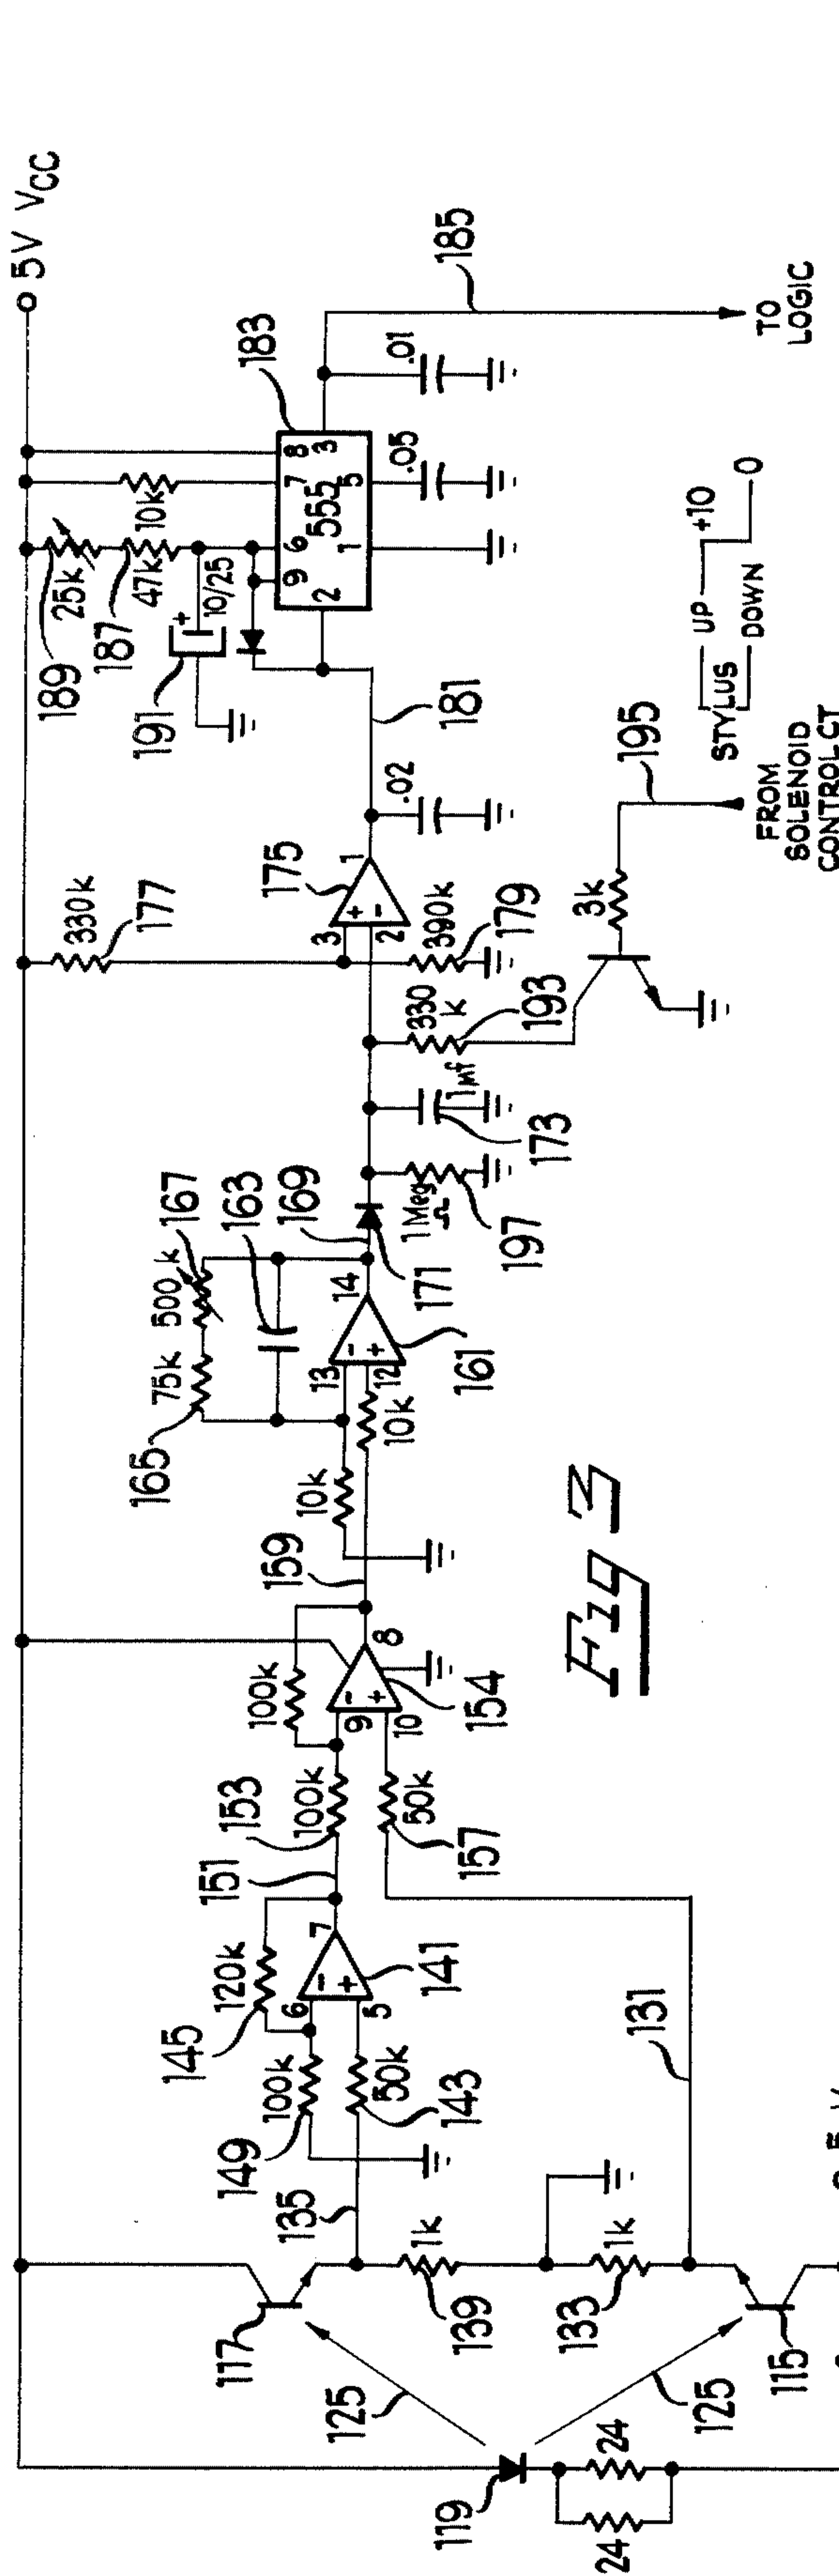 5V VCC
189
25k
187
47k
191
+
10/25
10k
183
9 6 7 8
2 555 3
1 5
.05
.01
185
TO
LOGIC
181
.02
175
1
3 +
2 -
330k
177
390k
179
330
k
193
1mf
173
1Meg
Ω
197
3k
195
FROM
SOLENOID
CONTROL CT
STYLUS
UP
+10
DOWN
0
171
169
163
167
500k
75k
165
14
13 -
12 +
161
10k
10k
159
8
154
100k
9 -
10 +
100k
153
50k
157
151
7
141
120k
145
6 -
5 +
100k
149
50k
143
135
131
1k
139
1k
133
117
115
125
125
119
24
24
Fig 3